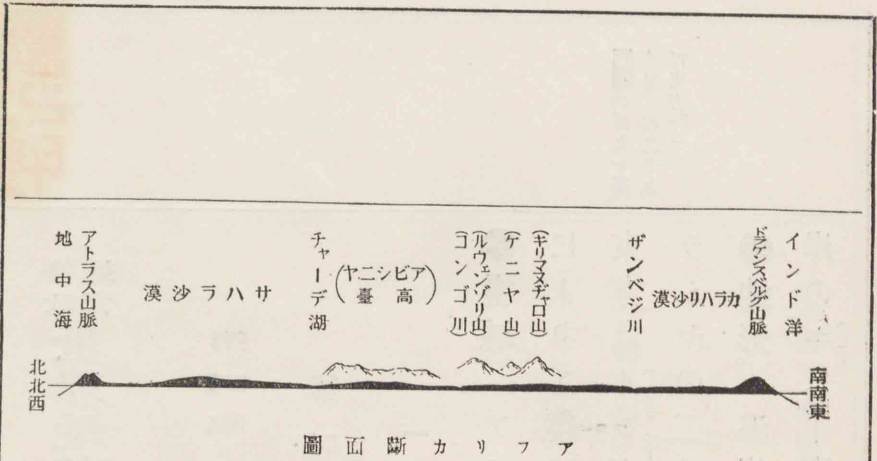 インド洋
ドラケンスベルグ山脈
カラハリ沙漠
ザンベジ川
(キリマヌヂャロ山)
(ケニヤ山)
(ルウェンゾリ山)
(コンゴ川)
(アビシニヤ高臺)
チャーデ湖
サハラ沙漠
アトラス山脈
地中海
南南東
北北西
アフリカ斷面圖